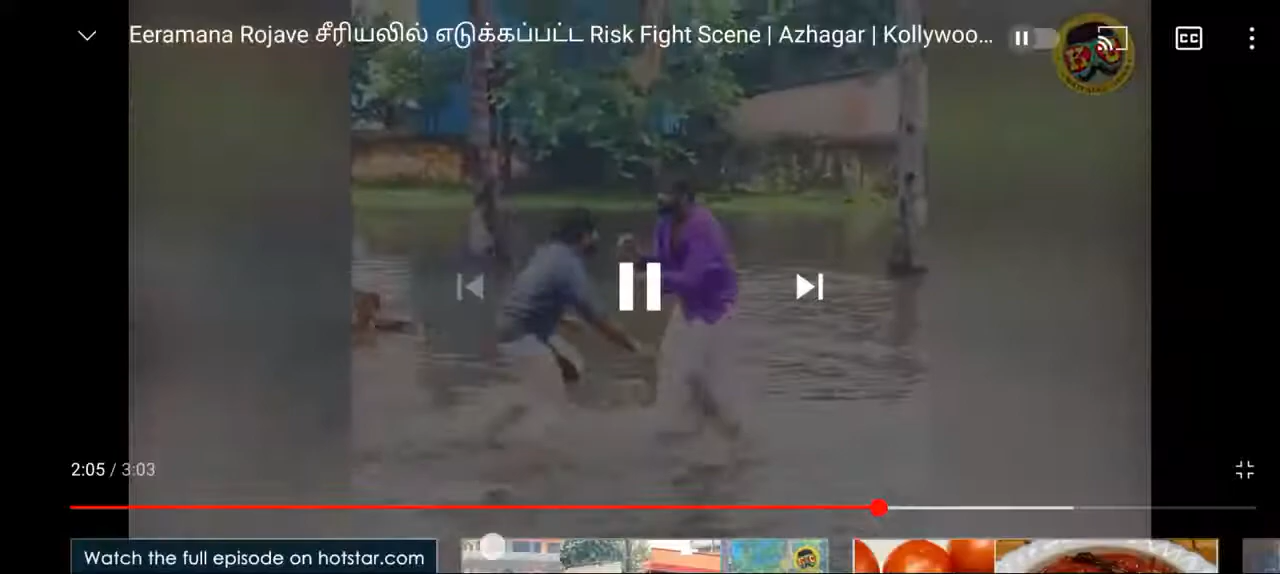 Eeramana Rojave சீரியலில் எடுக்கப்பட்ட Risk Fight Scene | Azhagar | Kollywoo...
CC
2:05 / 3:03
Watch the full episode on hotstar.com